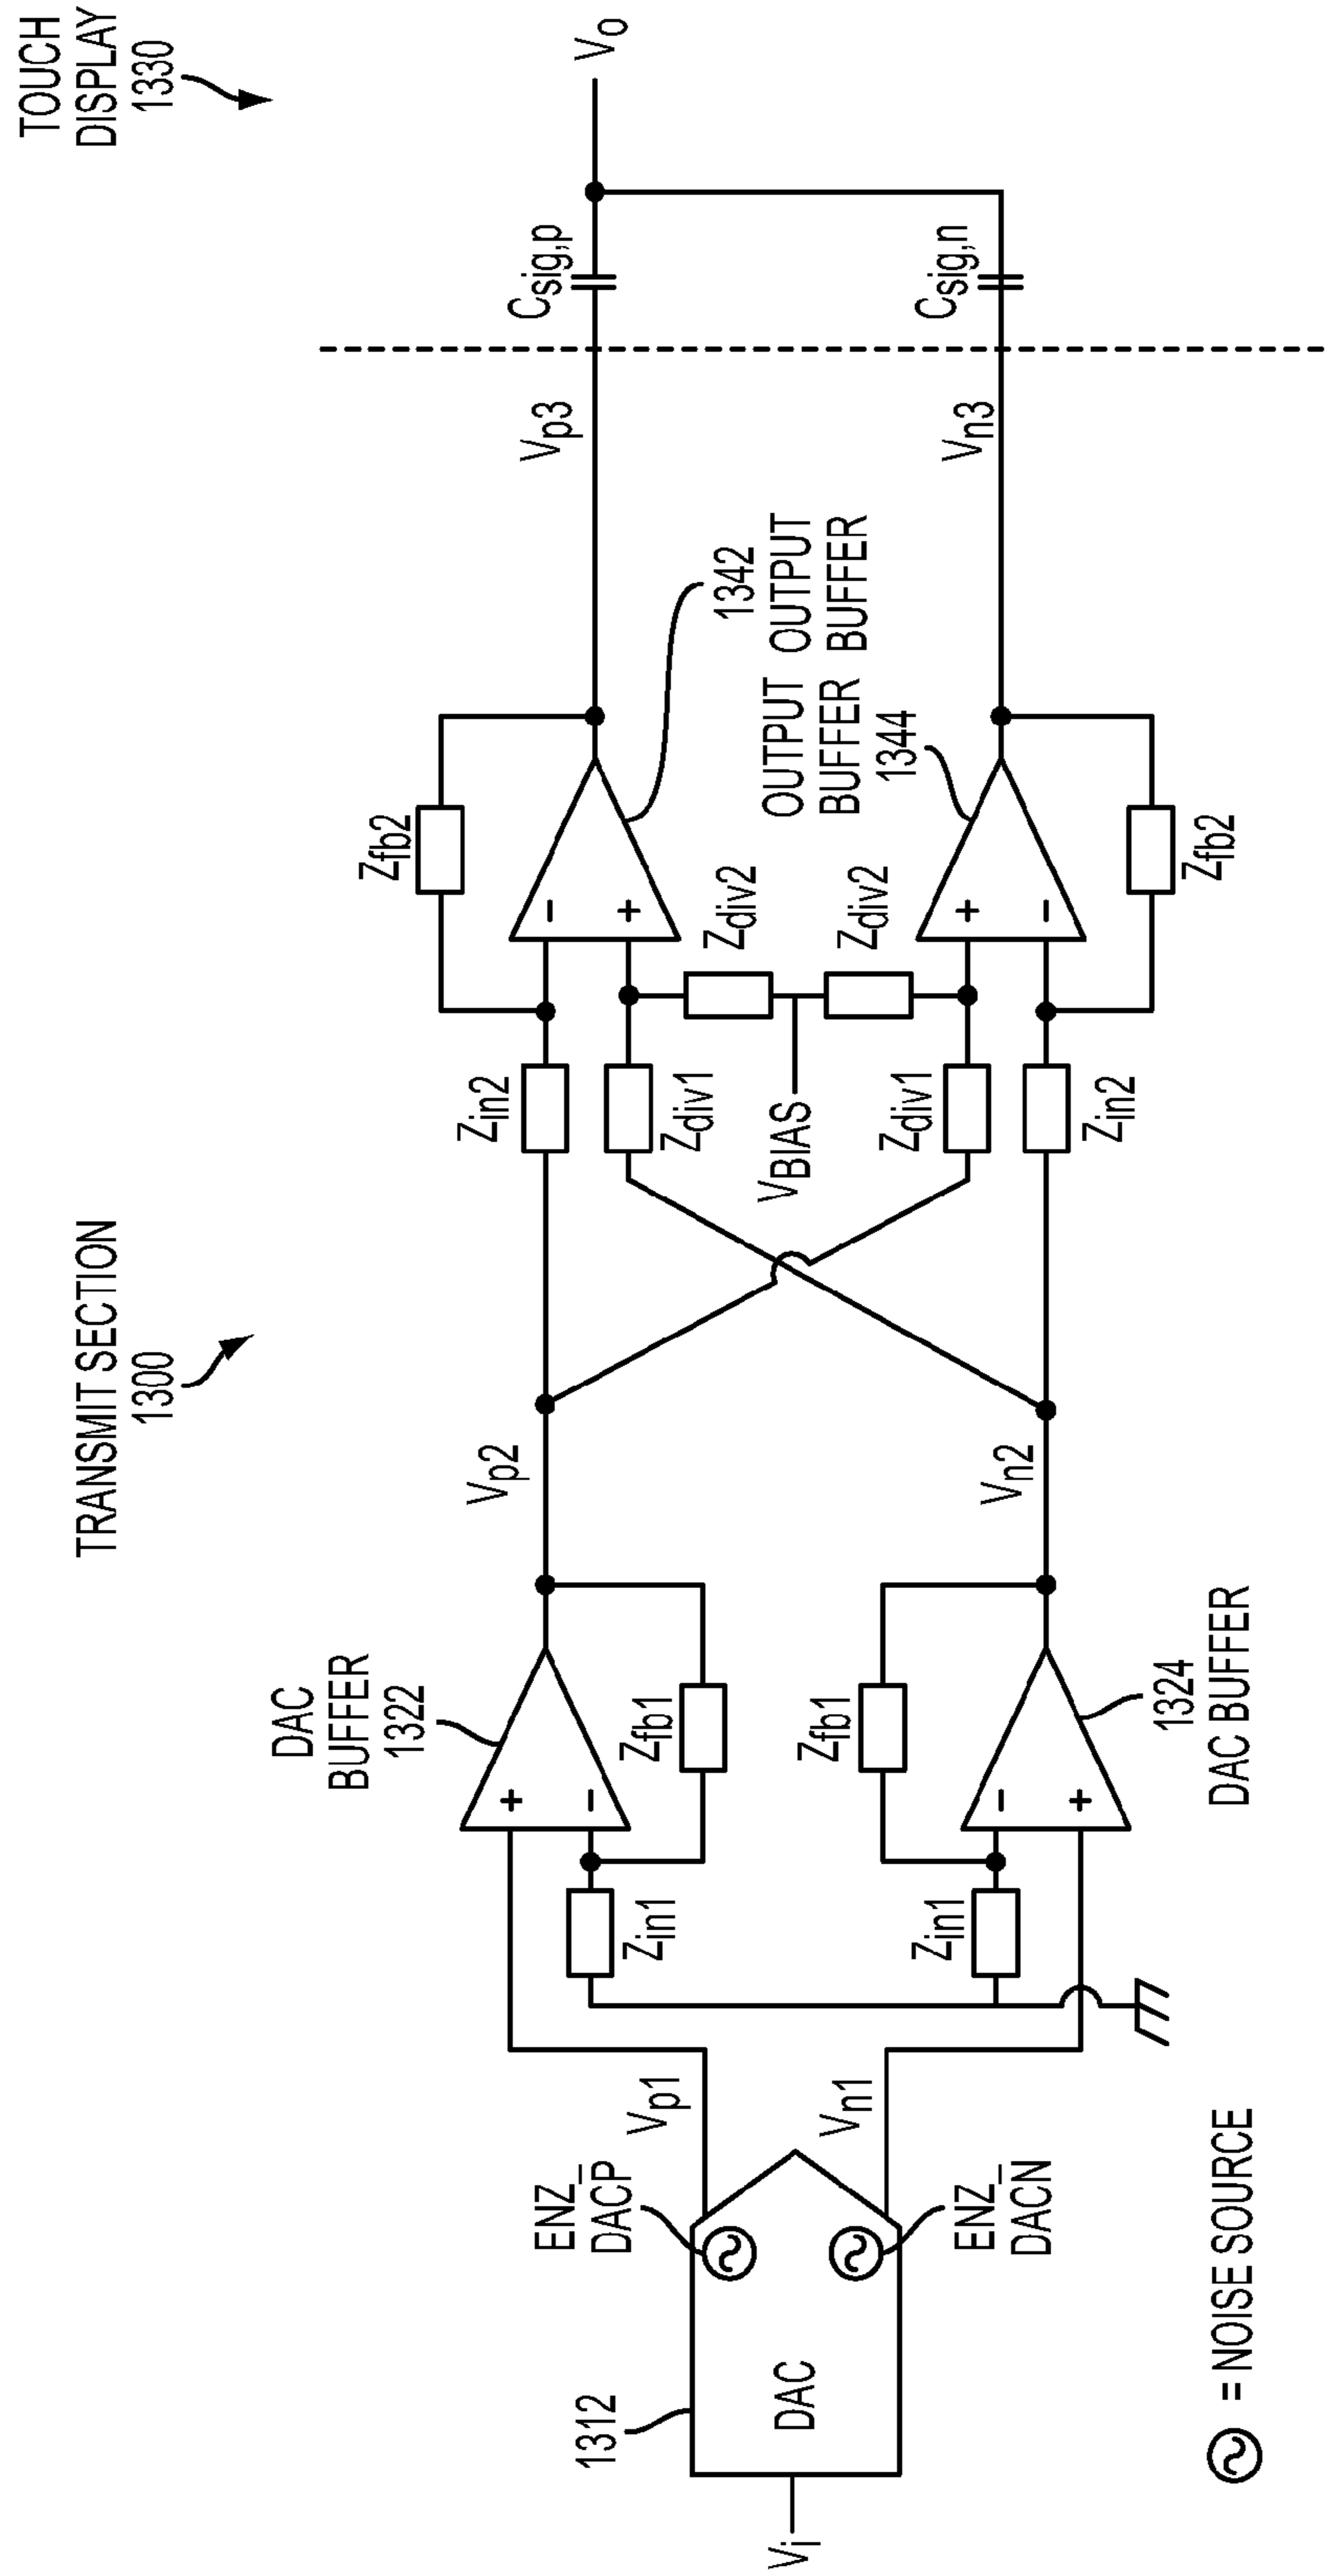 TRANSMIT SECTION
1300
TOUCH
DISPLAY
1330
Vi
1312
DAC
ENZ_
DACP
ENZ_
DACN
Vp1
Vn1
Zin1
Zin1
DAC
BUFFER
1322
+
−
Zfb1
Zfb1
−
+
1324
DAC BUFFER
Vp2
Vn2
Zin2
Zdiv1
VBIAS
Zdiv1
Zin2
Zfb2
−
+
Zdiv2
Zdiv2
+
−
Zfb2
1342
OUTPUT
BUFFER
OUTPUT
BUFFER
1344
Vp3
Vn3
Csig,p
Csig,n
Vo
= NOISE SOURCE